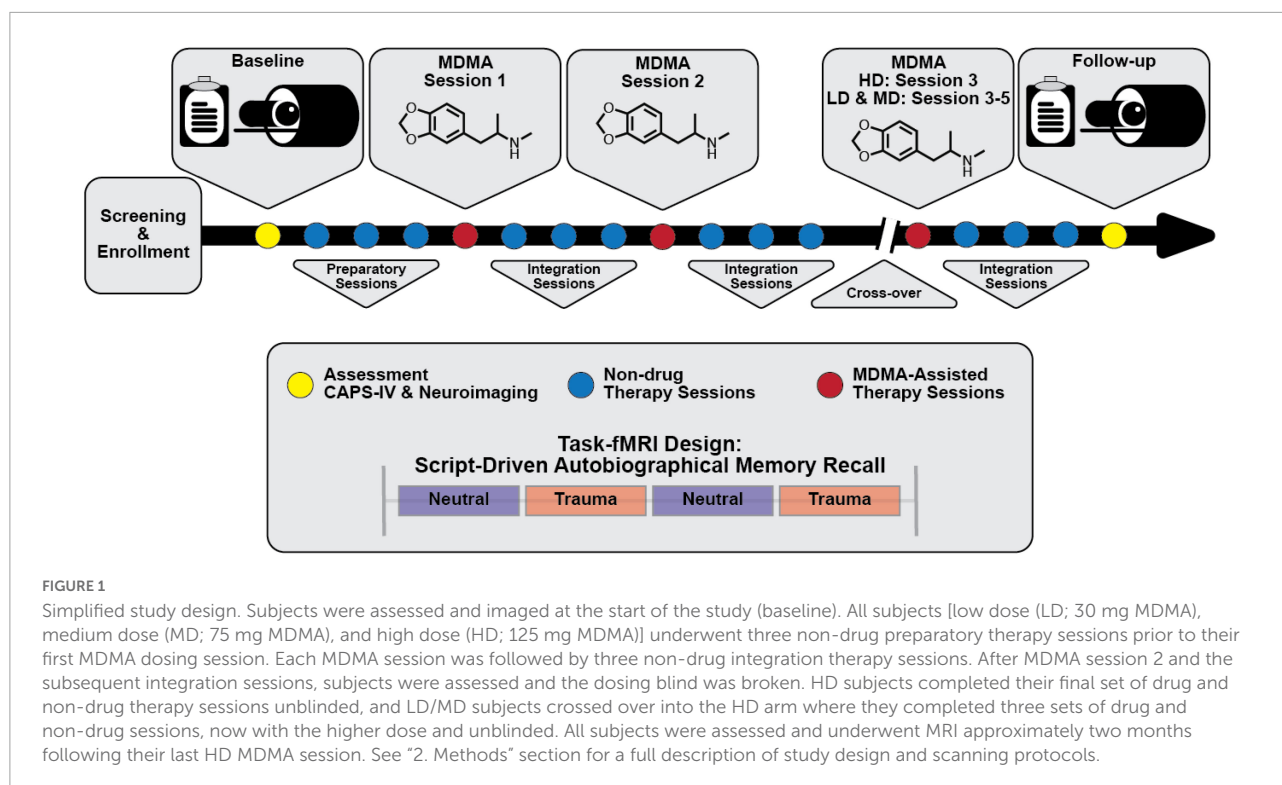 Baseline
MDMA
Session 1
MDMA
Session 2
MDMA
HD: Session 3
LD & MD: Session 3-5
Follow-up
O
O
N
H
O
O
N
H
O
O
N
H
Screening
&
Enrollment
Preparatory
Sessions
Integration
Sessions
Integration
Sessions
Cross-over
Integration
Sessions
Assessment
CAPS-IV & Neuroimaging
Non-drug
Therapy Sessions
MDMA-Assisted
Therapy Sessions
Task-fMRI Design:
Script-Driven Autobiographical Memory Recall
Neutral
Trauma
Neutral
Trauma
FIGURE 1
Simplified study design. Subjects were assessed and imaged at the start of the study (baseline). All subjects [low dose (LD; 30 mg MDMA),
medium dose (MD; 75 mg MDMA), and high dose (HD; 125 mg MDMA)] underwent three non-drug preparatory therapy sessions prior to their
first MDMA dosing session. Each MDMA session was followed by three non-drug integration therapy sessions. After MDMA session 2 and the
subsequent integration sessions, subjects were assessed and the dosing blind was broken. HD subjects completed their final set of drug and
non-drug therapy sessions unblinded, and LD/MD subjects crossed over into the HD arm where they completed three sets of drug and
non-drug sessions, now with the higher dose and unblinded. All subjects were assessed and underwent MRI approximately two months
following their last HD MDMA session. See "2. Methods" section for a full description of study design and scanning protocols.